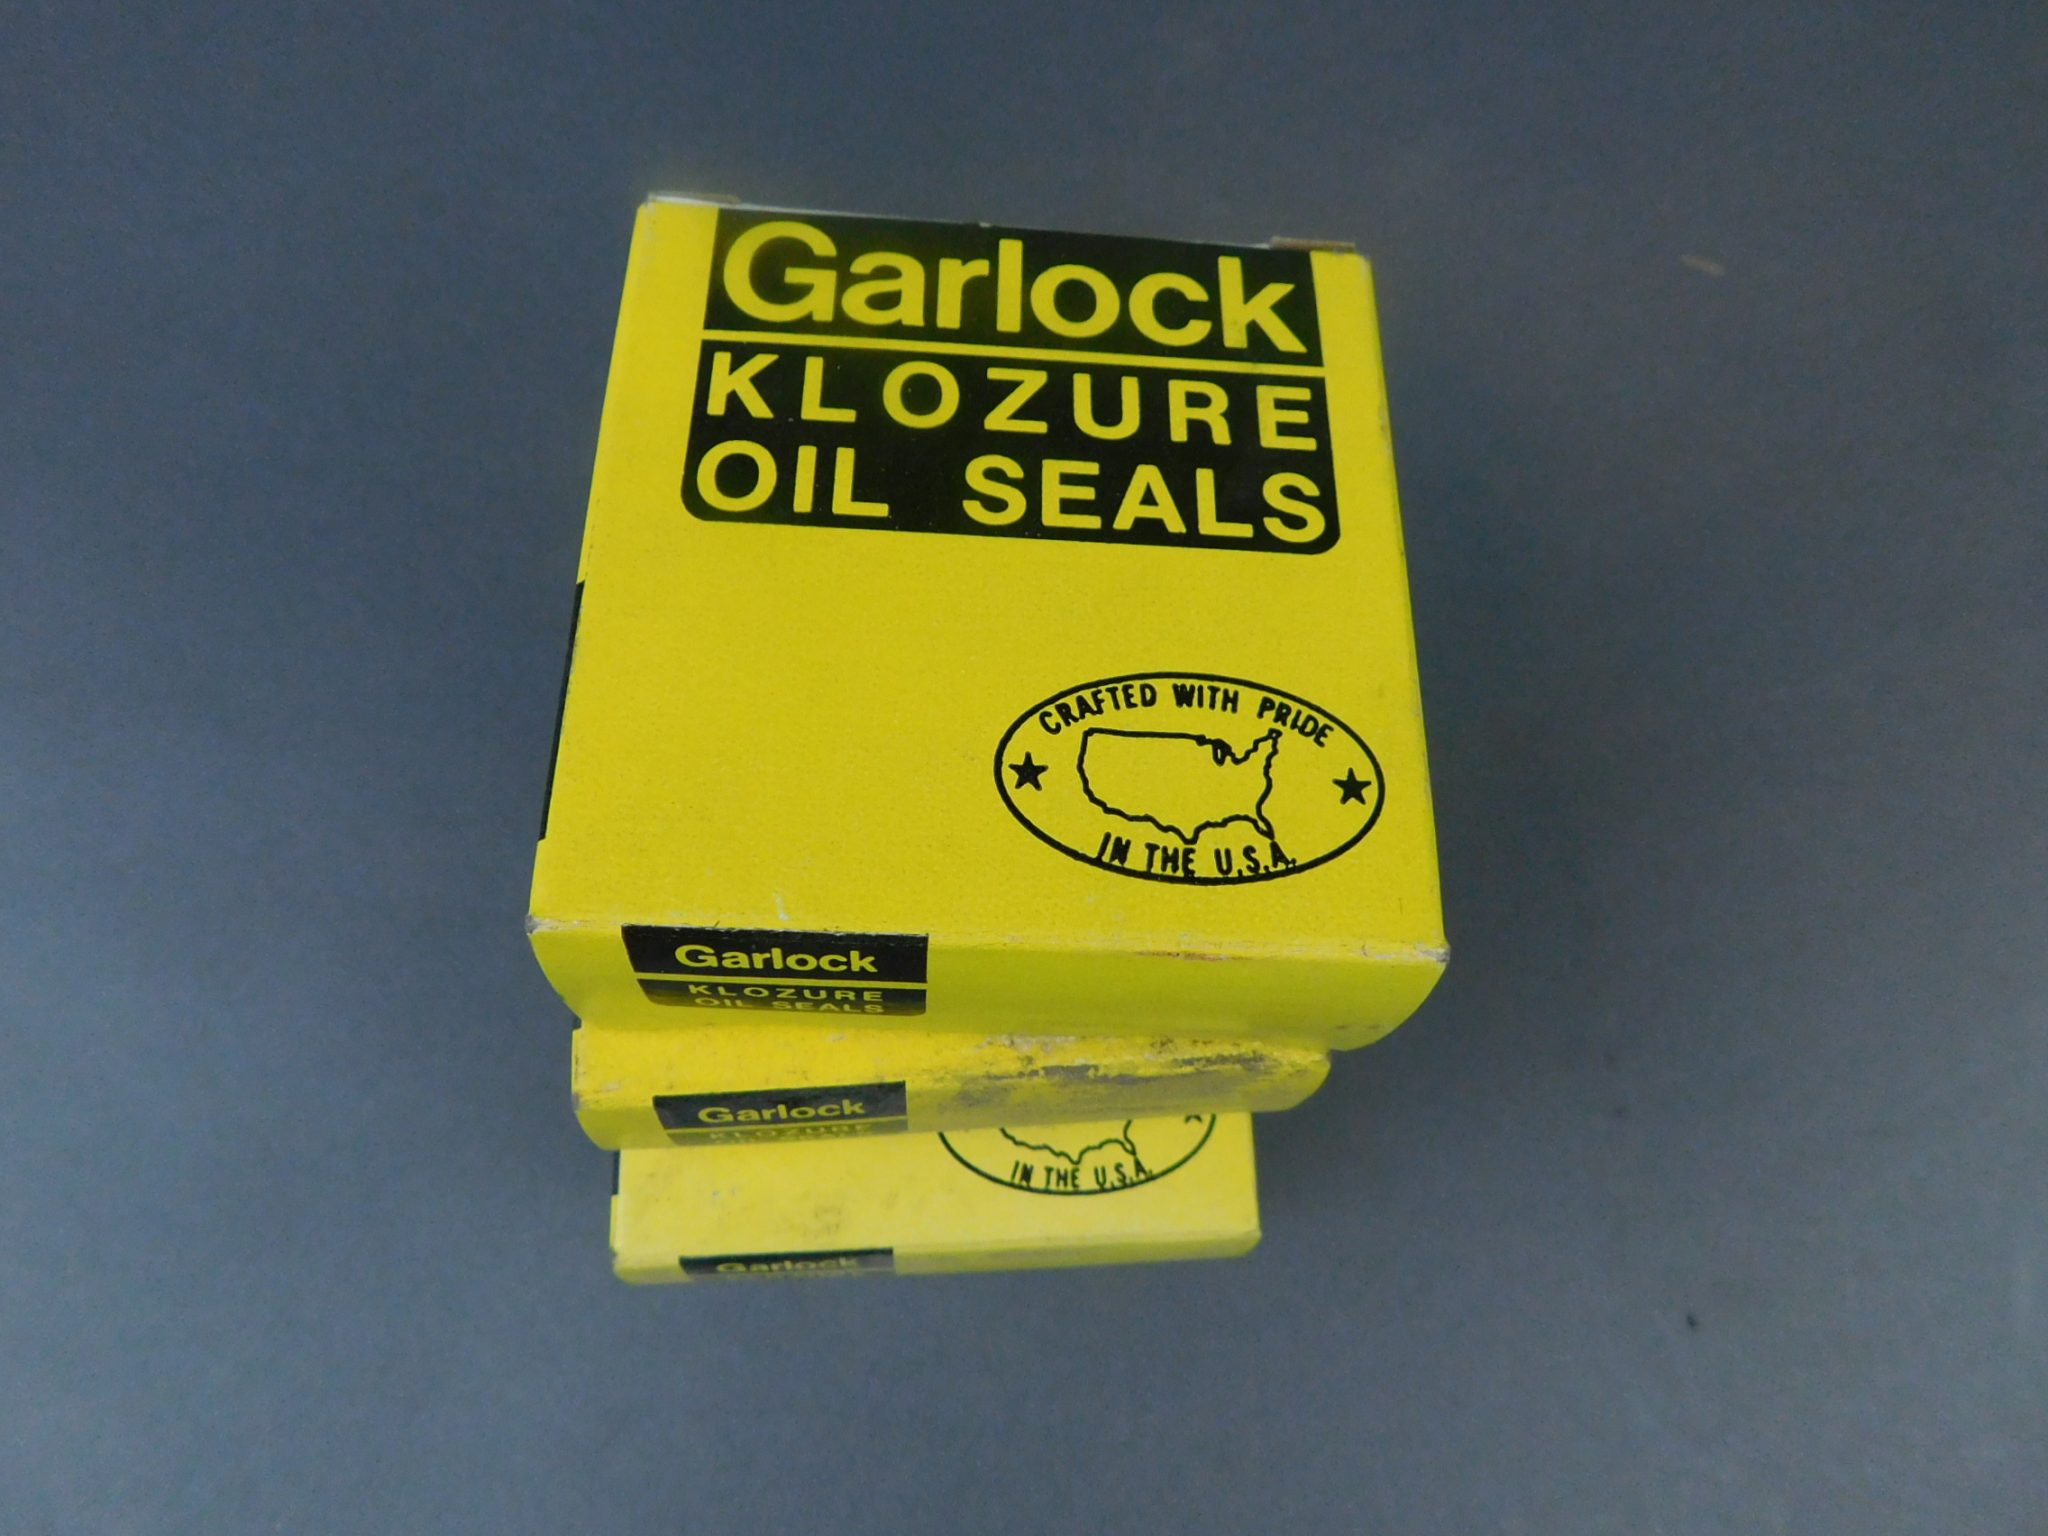 Garlock
KLOZURE
OIL SEALS
CRAFTED WITH PRIDE
IN THE U.S.A.
Garlock
KLOZURE
OIL SEALS
Garlock
KLOZURE
IN THE U.S.A.
Garlock